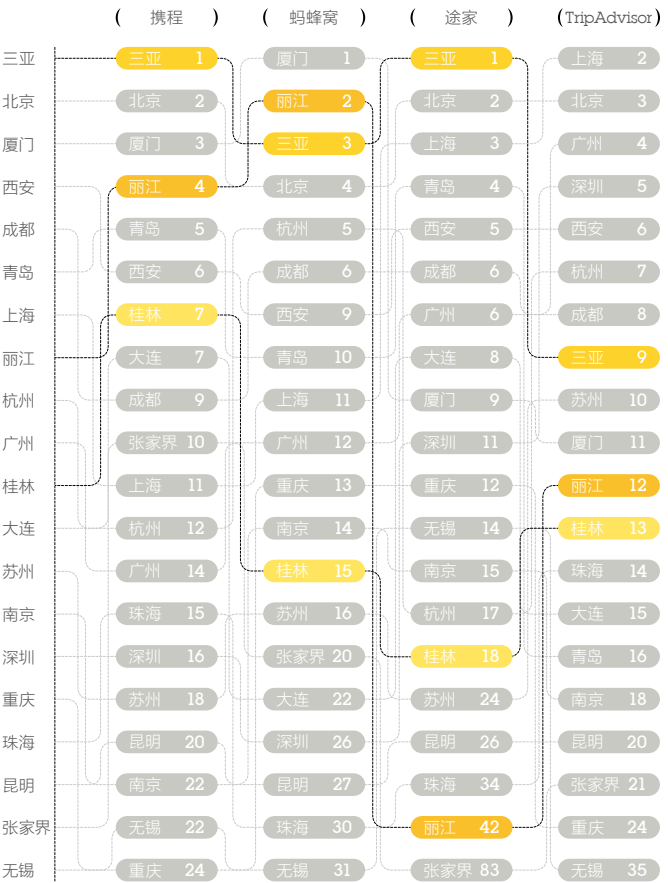 ( 携程 ) ( 蚂蜂窝 ) ( 途家 ) (TripAdvisor)
三亚 三亚 1 厦门 1 三亚 1 上海 2
北京 北京 2 丽江 2 北京 2 北京 3
厦门 厦门 3 三亚 3 上海 3 广州 4
西安 丽江 4 北京 4 青岛 4 深圳 5
成都 青岛 5 杭州 5 西安 5 西安 6
青岛 西安 6 成都 6 成都 6 杭州 7
上海 桂林 7 西安 9 广州 6 成都 8
丽江 大连 7 青岛 10 大连 8 三亚 9
杭州 成都 9 上海 11 厦门 9 苏州 10
广州 张家界 10 广州 12 深圳 11 厦门 11
桂林 上海 11 重庆 13 重庆 12 丽江 12
大连 杭州 12 南京 14 无锡 14 桂林 13
苏州 广州 14 桂林 15 南京 15 珠海 14
南京 珠海 15 苏州 16 杭州 17 大连 15
深圳 深圳 16 张家界 20 桂林 18 青岛 16
重庆 苏州 18 大连 22 苏州 24 南京 18
珠海 昆明 20 深圳 26 昆明 26 昆明 20
昆明 南京 22 昆明 27 珠海 34 张家界 21
张家界 无锡 22 珠海 30 丽江 42 重庆 24
无锡 重庆 24 无锡 31 张家界 83 无锡 35